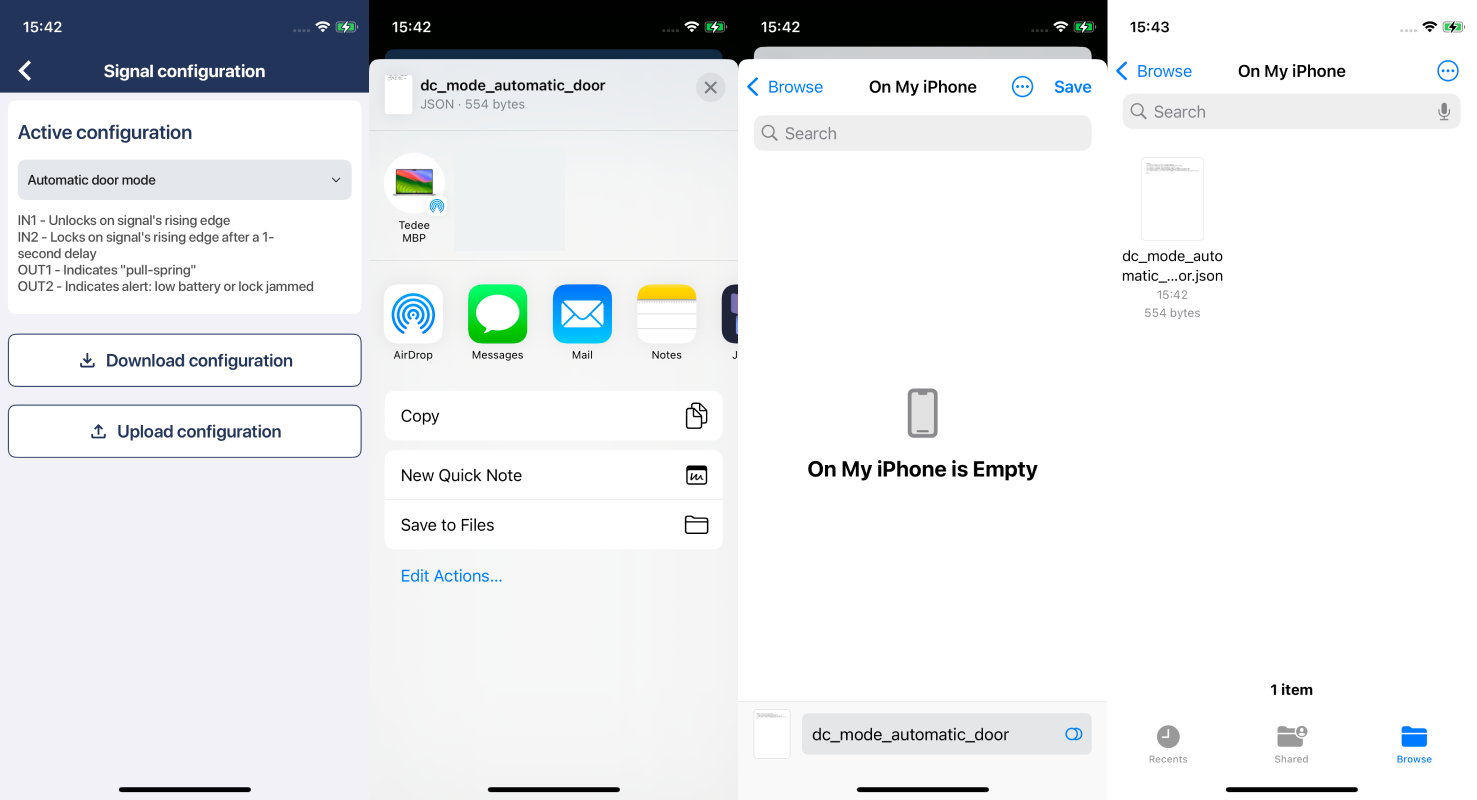 15:42
Signal configuration
Active configuration
Automatic door mode
IN1 - Unlocks on signal's rising edge
IN2 - Locks on signal's rising edge after a 1-
second delay
OUT1 - Indicates "pull-spring"
OUT2 - Indicates alert: low battery or lock jammed
Download configuration
Upload configuration
15:42
dc_mode_automatic_door
JSON · 554 bytes
Tedee
MBP
AirDrop
Messages
Mail
Notes
J
Copy
New Quick Note
Save to Files
Edit Actions...
15:42
Browse
On My iPhone
Save
Search
On My iPhone is Empty
dc_mode_automatic_door
15:43
Browse
On My iPhone
Search
dc_mode_auto
matic_...or.json
15:42
554 bytes
1 item
Recents
Shared
Browse